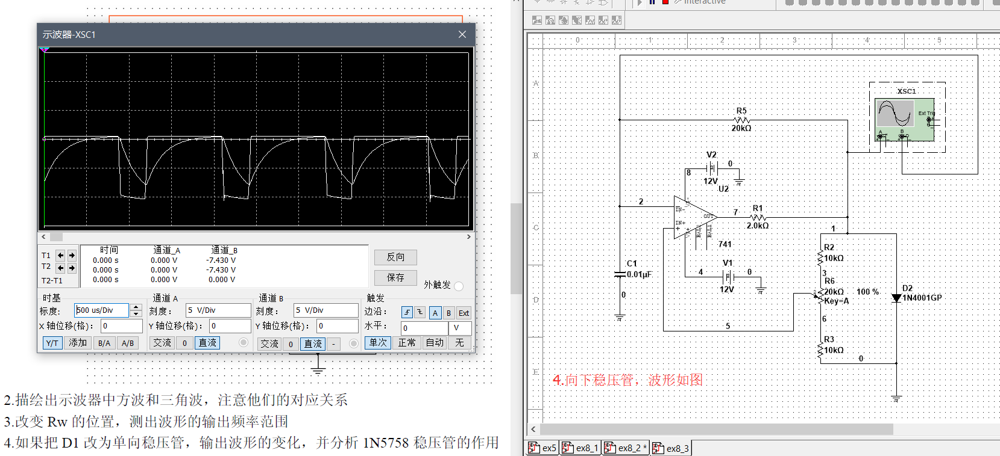 示波器-XSC1
时间 通道_A 通道_B
T1 0.000 s 0.000 V -7.430 V
T2 0.000 s 0.000 V -7.430 V
T2-T1 0.000 s 0.000 V 0.000 V
反向
保存
外触发
时基
标度: 500 us/Div
X 轴位移(格): 0
Y/T 添加 B/A A/B
通道 A
刻度: 5 V/Div
Y 轴位移(格): 0
交流 0 直流
通道 B
刻度: 5 V/Div
Y 轴位移(格): 0
交流 0 直流 -
触发
边沿: A B Ext
水平: 0 V
单次 正常 自动 无
2.描绘出示波器中方波和三角波，注意他们的对应关系
3.改变 Rw 的位置，测出波形的输出频率范围
4.如果把 D1 改为单向稳压管，输出波形的变化，并分析 1N5758 稳压管的作用
Interactive
0 1 2 3 4 5
A
B
C
D
E
XSC1
Ext Trig
A B
R5
20kΩ
V2
8 0
12V
U2
2
IN-
IN+
OUT
VS-
VS+
BAL1
741
7
R1
2.0kΩ
1
V1
4 0
12V
C1
0.01µF
0
R2
10kΩ
3
R6
20kΩ 100 %
Key=A
6
5
R3
10kΩ
0
D2
1N4001GP
4.向下稳压管，波形如图
ex5 ex8_1 ex8_2 * ex8_3